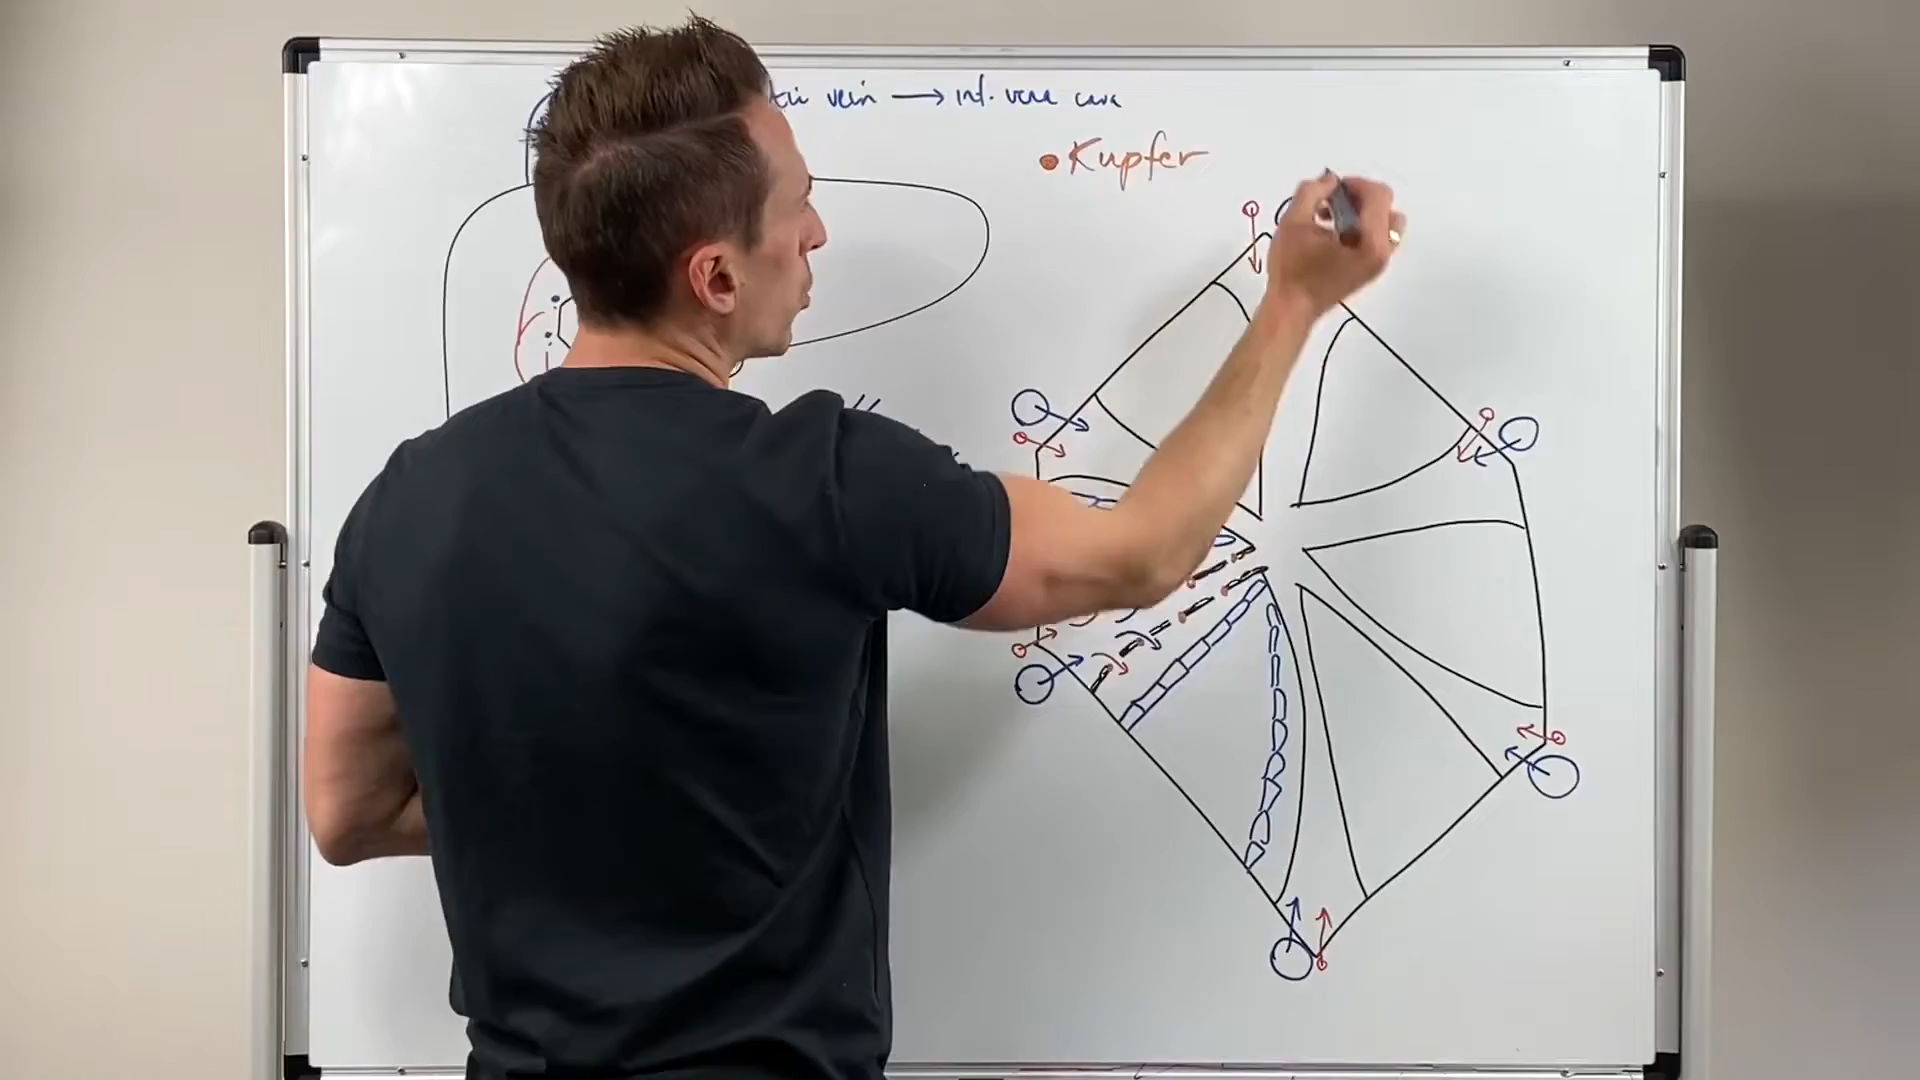 vein → inf. vena cava
• Kupfer